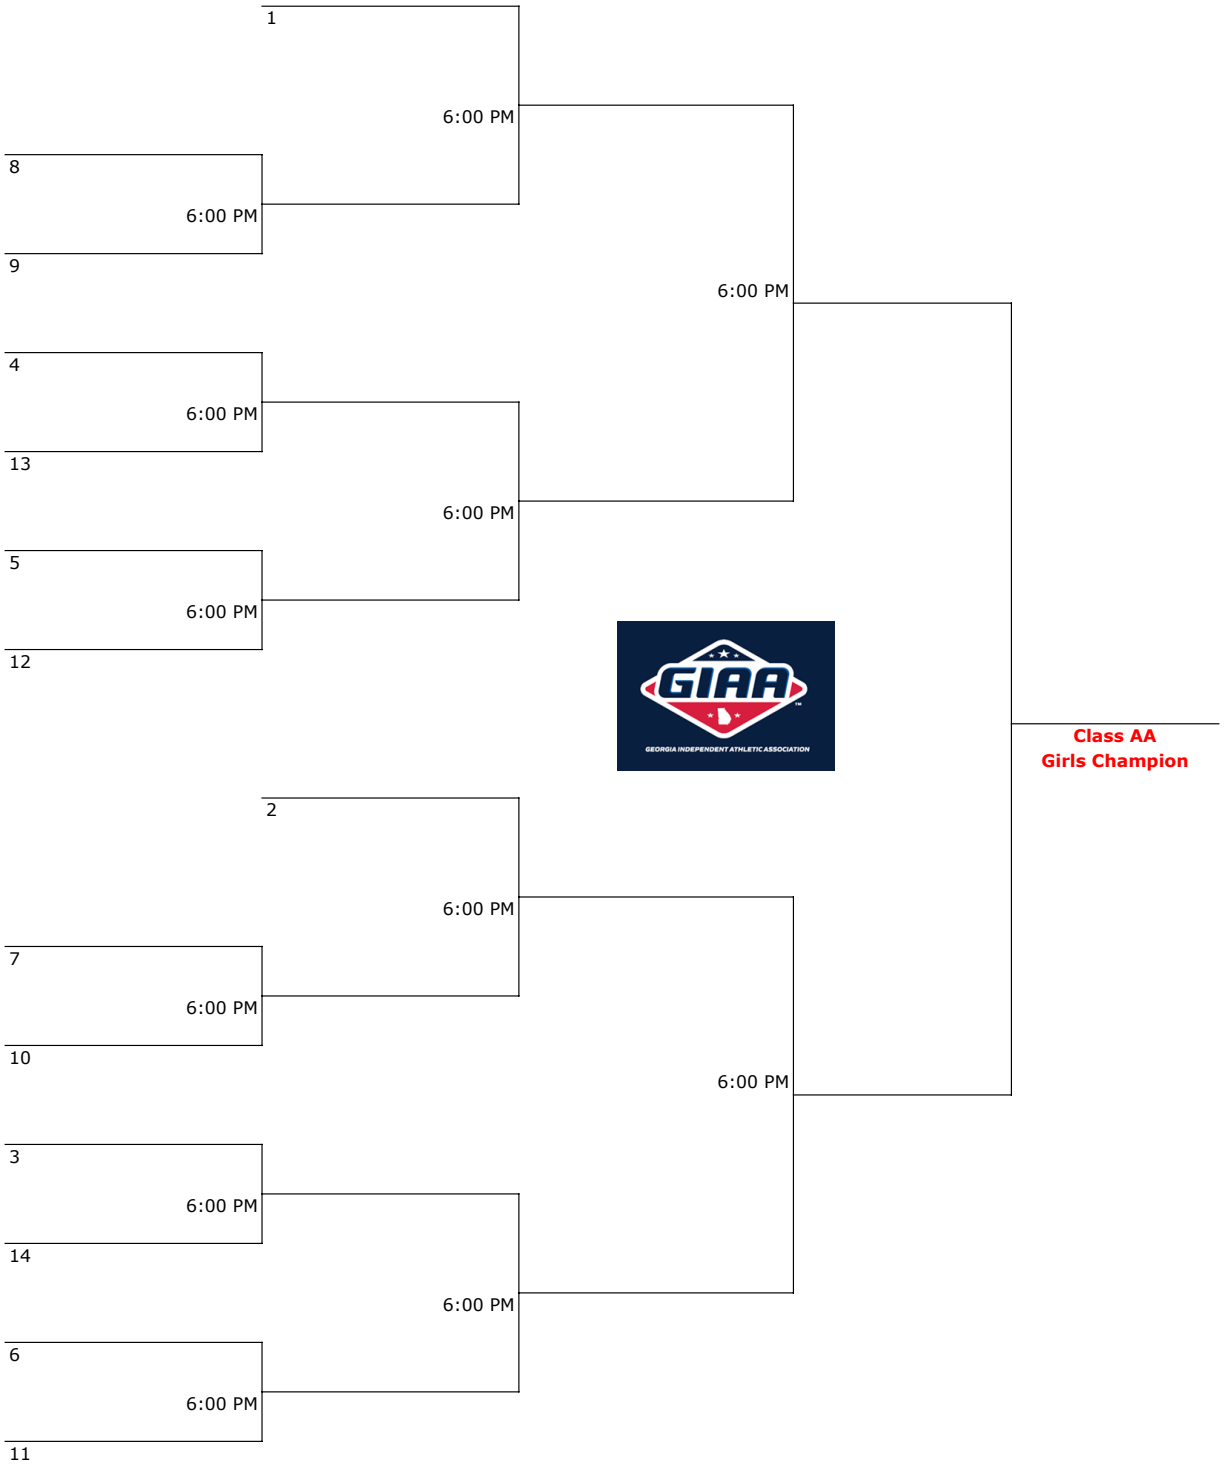 1
6:00 PM
8
6:00 PM
9
6:00 PM
4
6:00 PM
13
6:00 PM
5
6:00 PM
12
GIAA
TM
GEORGIA INDEPENDENT ATHLETIC ASSOCIATION
Class AA
Girls Champion
2
6:00 PM
7
6:00 PM
10
6:00 PM
3
6:00 PM
14
6:00 PM
6
6:00 PM
11